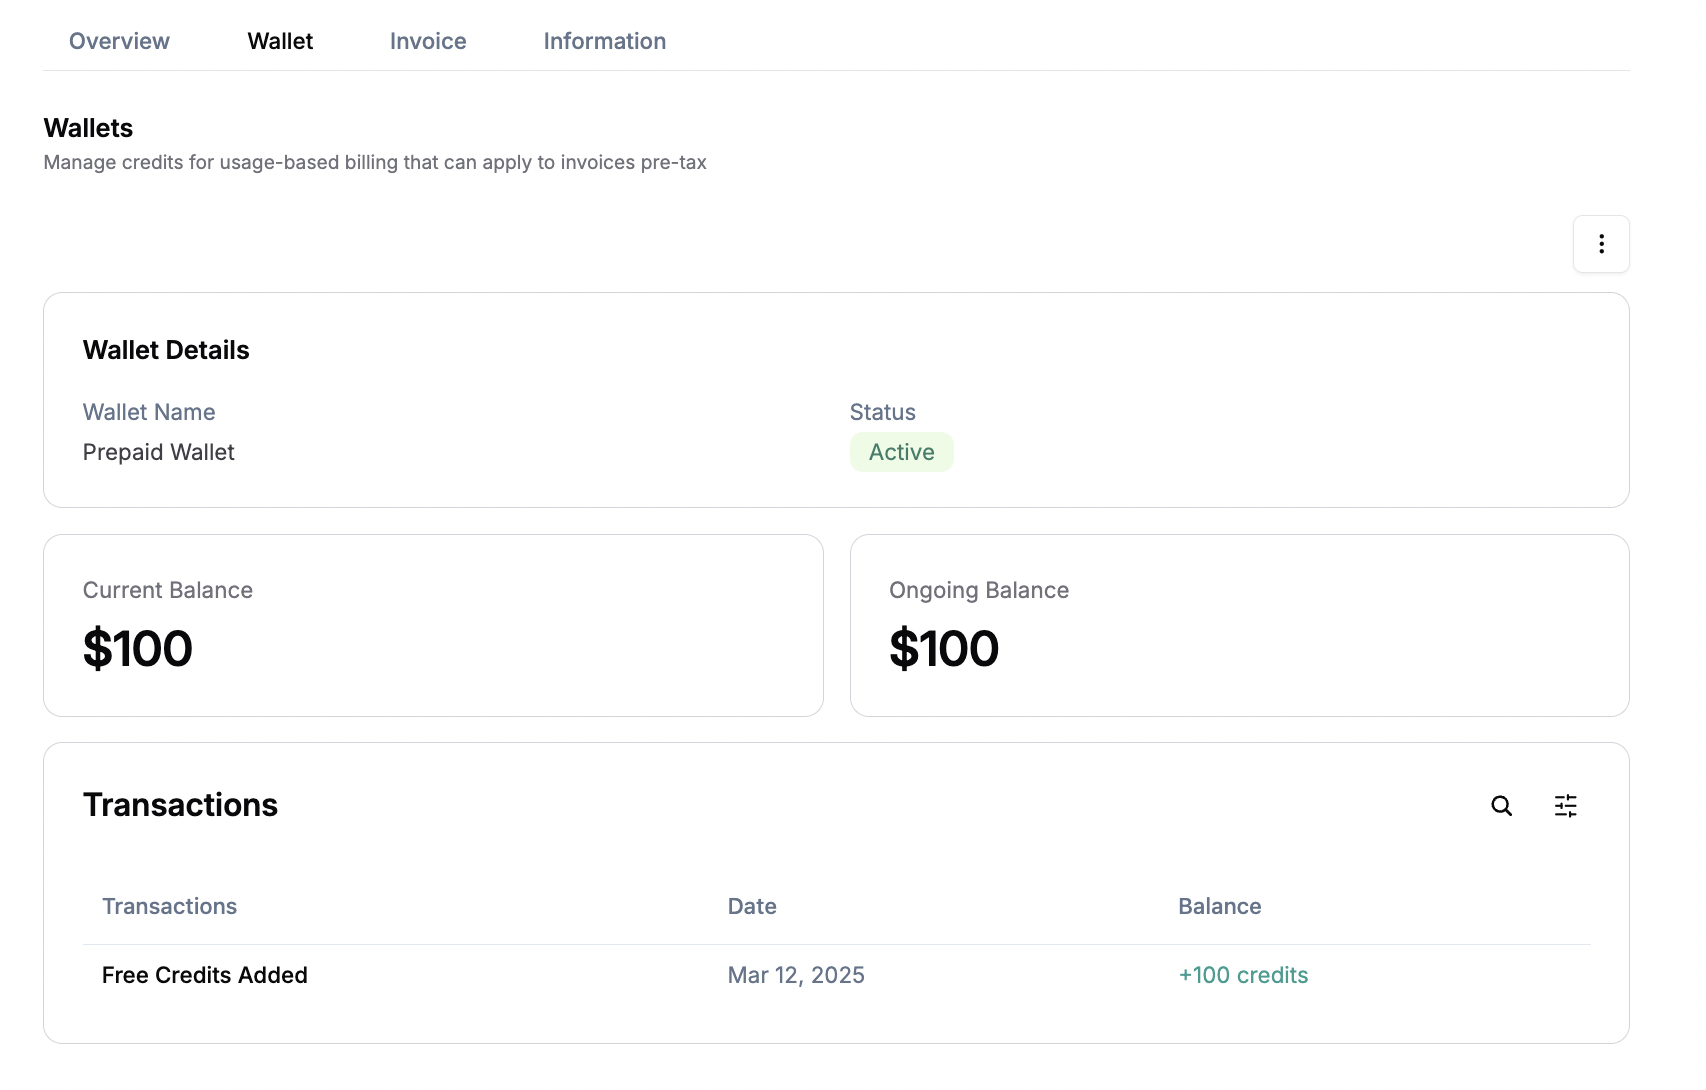 Overview Wallet Invoice Information
Wallets
Manage credits for usage-based billing that can apply to invoices pre-tax
Wallet Details
Wallet Name Status
Prepaid Wallet Active
Current Balance Ongoing Balance
$100 $100
Transactions
Transactions Date Balance
Free Credits Added Mar 12, 2025 +100 credits